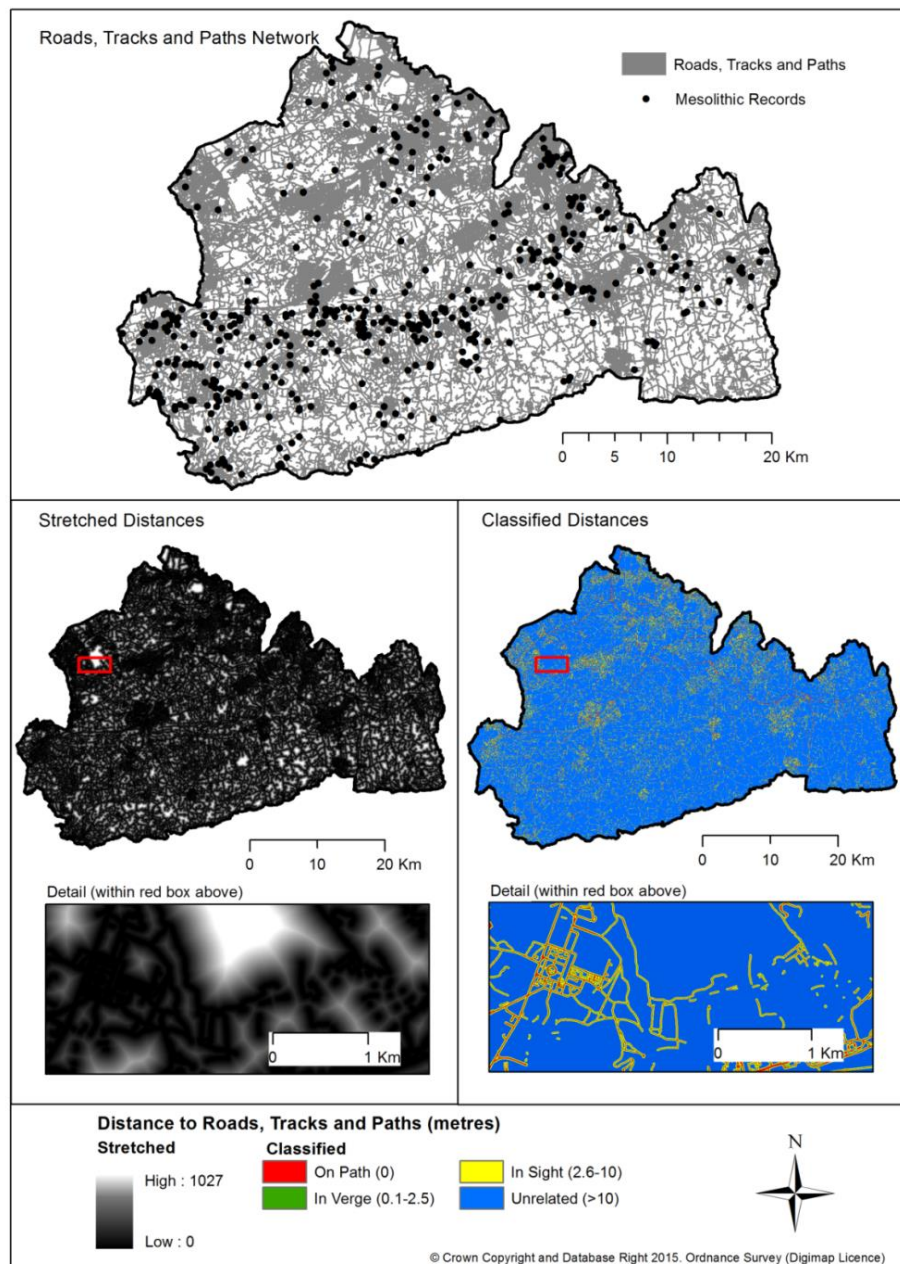 Roads, Tracks and Paths Network
Roads, Tracks and Paths
Mesolithic Records
0 5 10 20 Km
Stretched Distances
Classified Distances
0 10 20 Km
0 10 20 Km
Detail (within red box above)
Detail (within red box above)
0 1 Km
0 1 Km
Distance to Roads, Tracks and Paths (metres)
Stretched
Classified
High : 1027
Low : 0
On Path (0)
In Verge (0.1-2.5)
In Sight (2.6-10)
Unrelated (>10)
N
© Crown Copyright and Database Right 2015. Ordnance Survey (Digimap Licence)